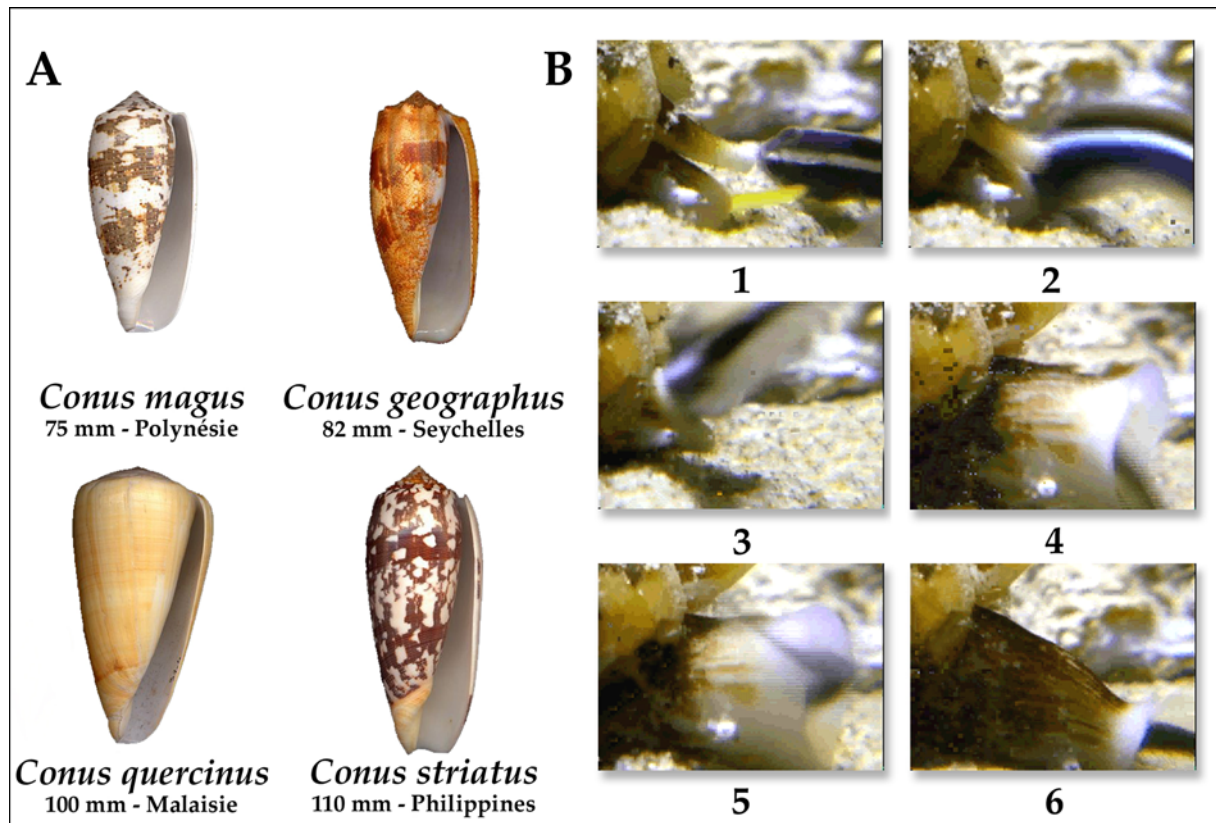 A
B
Conus magus
75 mm - Polynésie
Conus geographus
82 mm - Seychelles
Conus quercinus
100 mm - Malaisie
Conus striatus
110 mm - Philippines
1
2
3
4
5
6